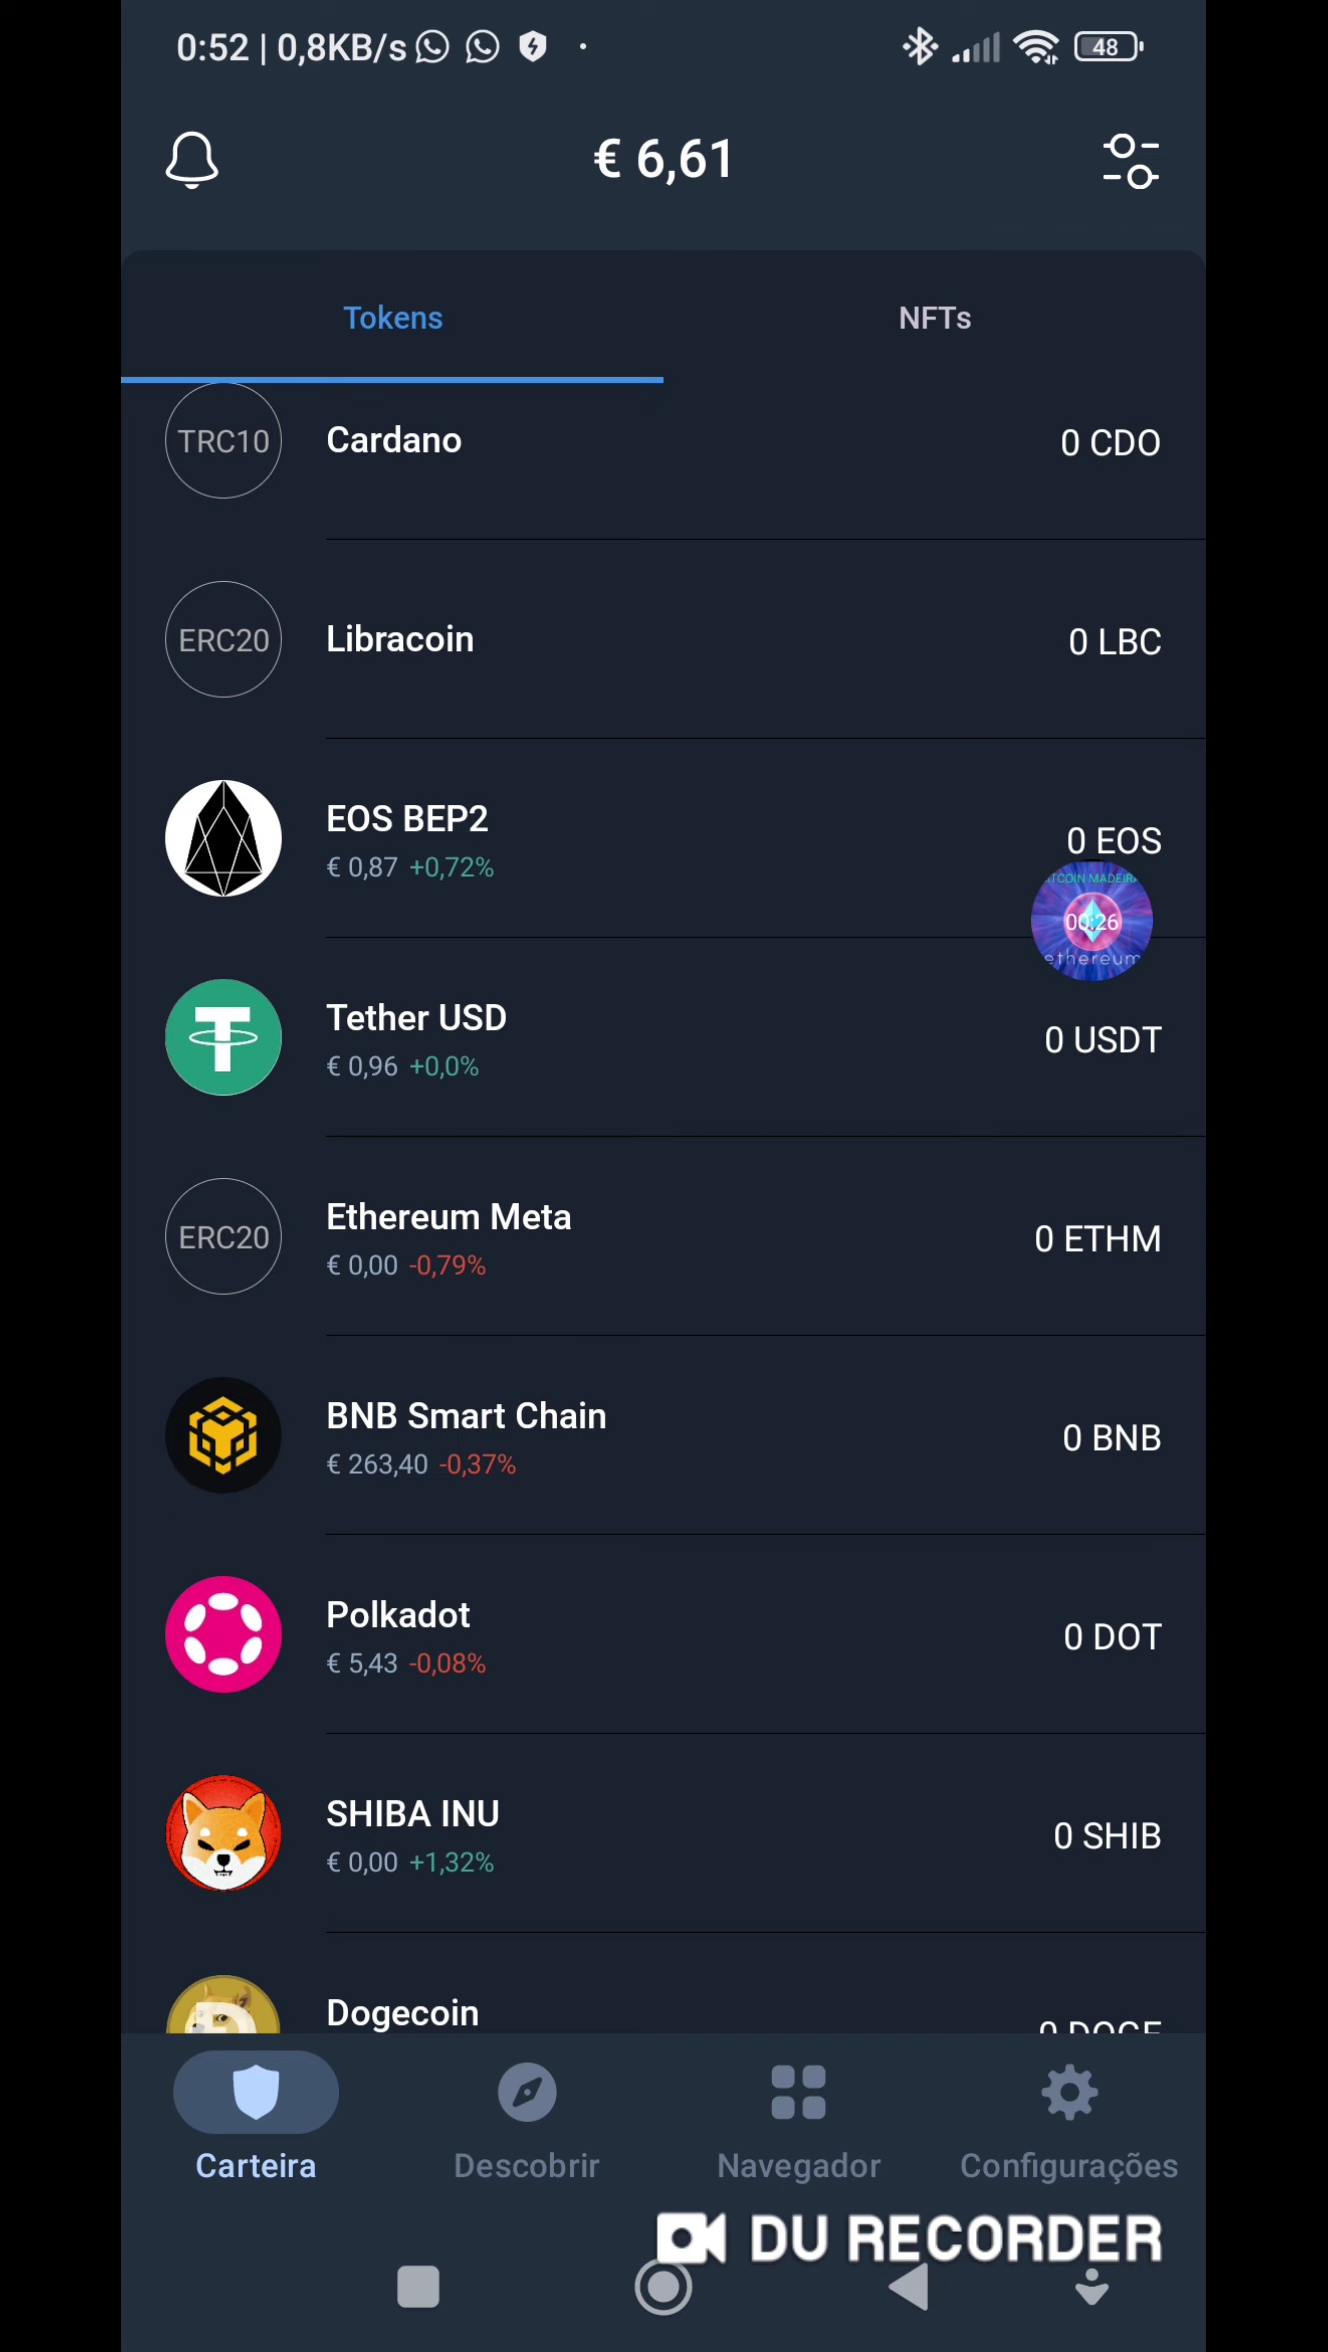 0:52 | 0,8KB/s
48
€ 6,61
Tokens
NFTs
TRC10
Cardano
0 CDO
ERC20
Libracoin
0 LBC
EOS BEP2
€ 0,87 +0,72%
0 EOS
ITCOIN MADEIRA
00:26
ethereum
Tether USD
€ 0,96 +0,0%
0 USDT
ERC20
Ethereum Meta
€ 0,00 -0,79%
0 ETHM
BNB Smart Chain
€ 263,40 -0,37%
0 BNB
Polkadot
€ 5,43 -0,08%
0 DOT
SHIBA INU
€ 0,00 +1,32%
0 SHIB
Dogecoin
0 DOGE
Carteira
Descobrir
Navegador
Configurações
DU RECORDER